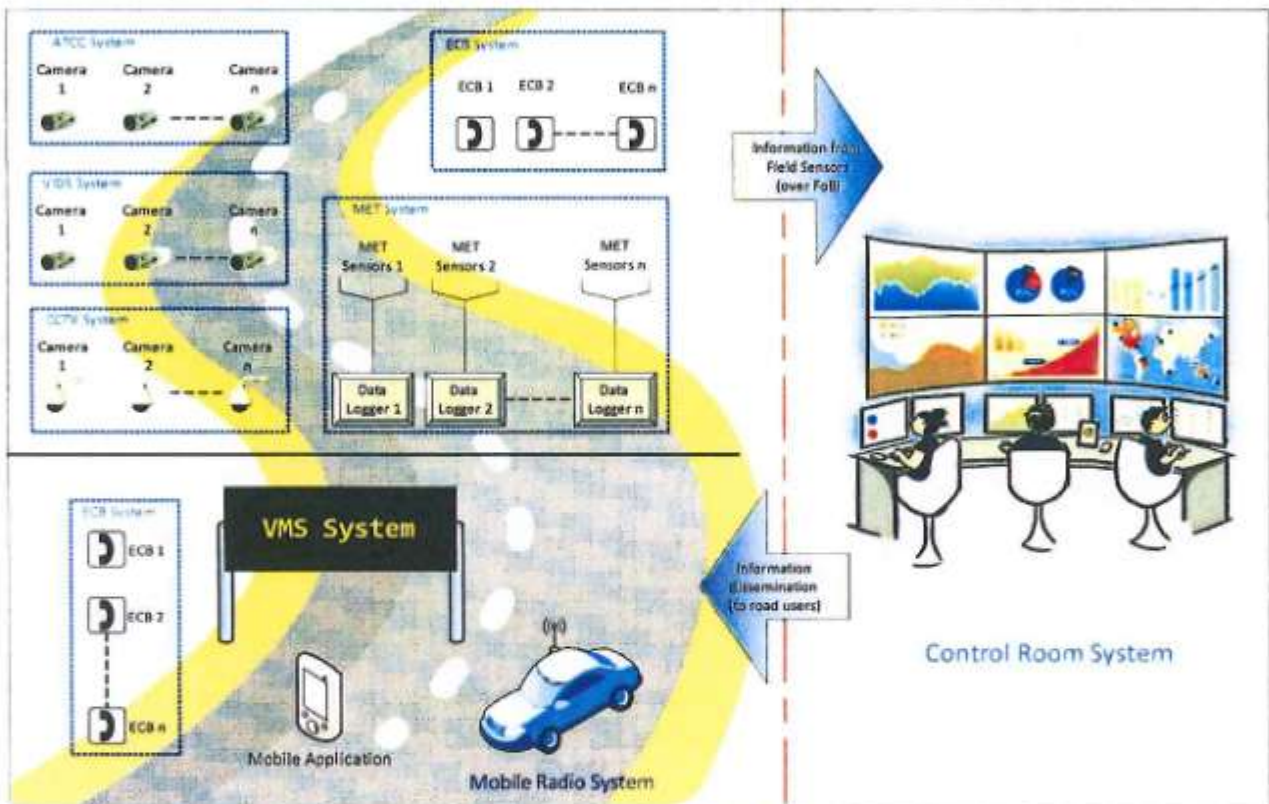 ATCC System
Camera 1
Camera 2
Camera n
ECB System
ECB 1
ECB 2
ECB n
Information from
Field Sensors
(over FoB)
VIDS System
Camera 1
Camera 2
Camera n
MET System
MET
Sensors 1
MET
Sensors 2
MET
Sensors n
CCTV System
Camera 1
Camera 2
Camera n
Data
Logger 1
Data
Logger 2
Data
Logger n
ECB System
ECB 1
ECB 2
ECB n
VMS System
Information
Dissemination
(to road users)
Control Room System
Mobile Application
Mobile Radio System